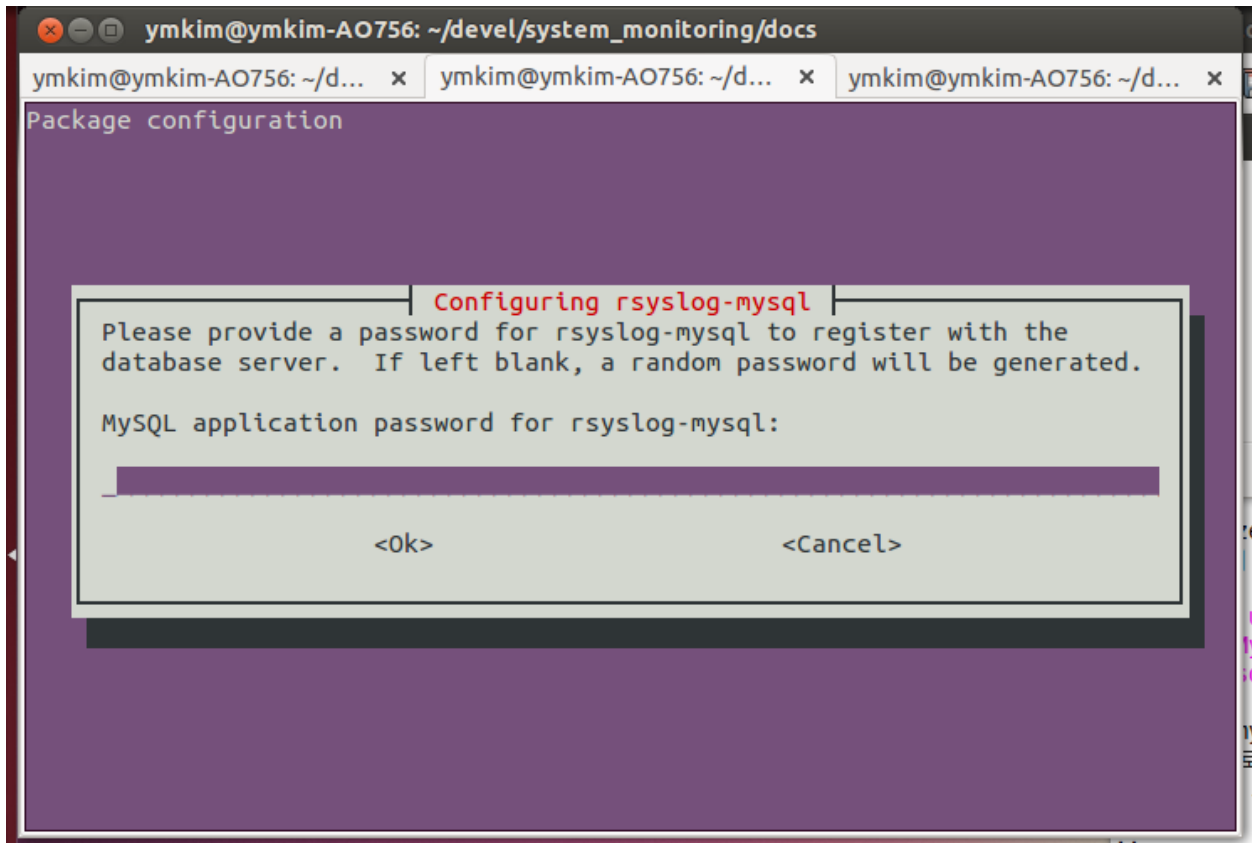 ymkim@ymkim-AO756: ~/devel/system_monitoring/docs
ymkim@ymkim-AO756: ~/d... × ymkim@ymkim-AO756: ~/d... × ymkim@ymkim-AO756: ~/d... ×
Package configuration
Configuring rsyslog-mysql
Please provide a password for rsyslog-mysql to register with the
database server.  If left blank, a random password will be generated.
MySQL application password for rsyslog-mysql:
<Ok> <Cancel>